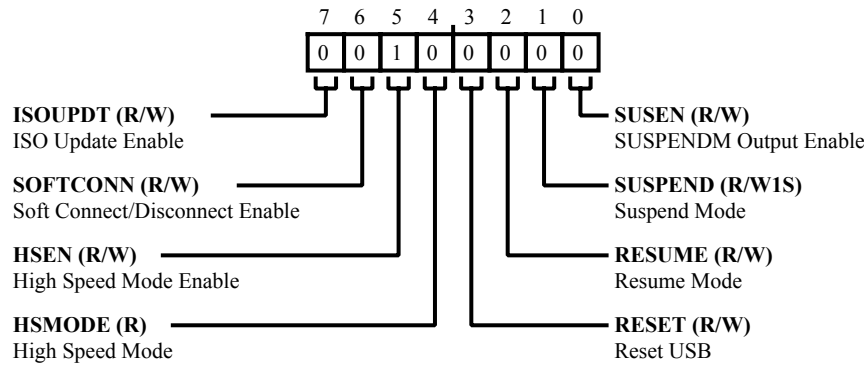 7 6 5 4 3 2 1 0
0 0 1 0 0 0 0 0
ISOUPDT (R/W)
ISO Update Enable
SOFTCONN (R/W)
Soft Connect/Disconnect Enable
HSEN (R/W)
High Speed Mode Enable
HSMODE (R)
High Speed Mode
SUSEN (R/W)
SUSPENDM Output Enable
SUSPEND (R/W1S)
Suspend Mode
RESUME (R/W)
Resume Mode
RESET (R/W)
Reset USB